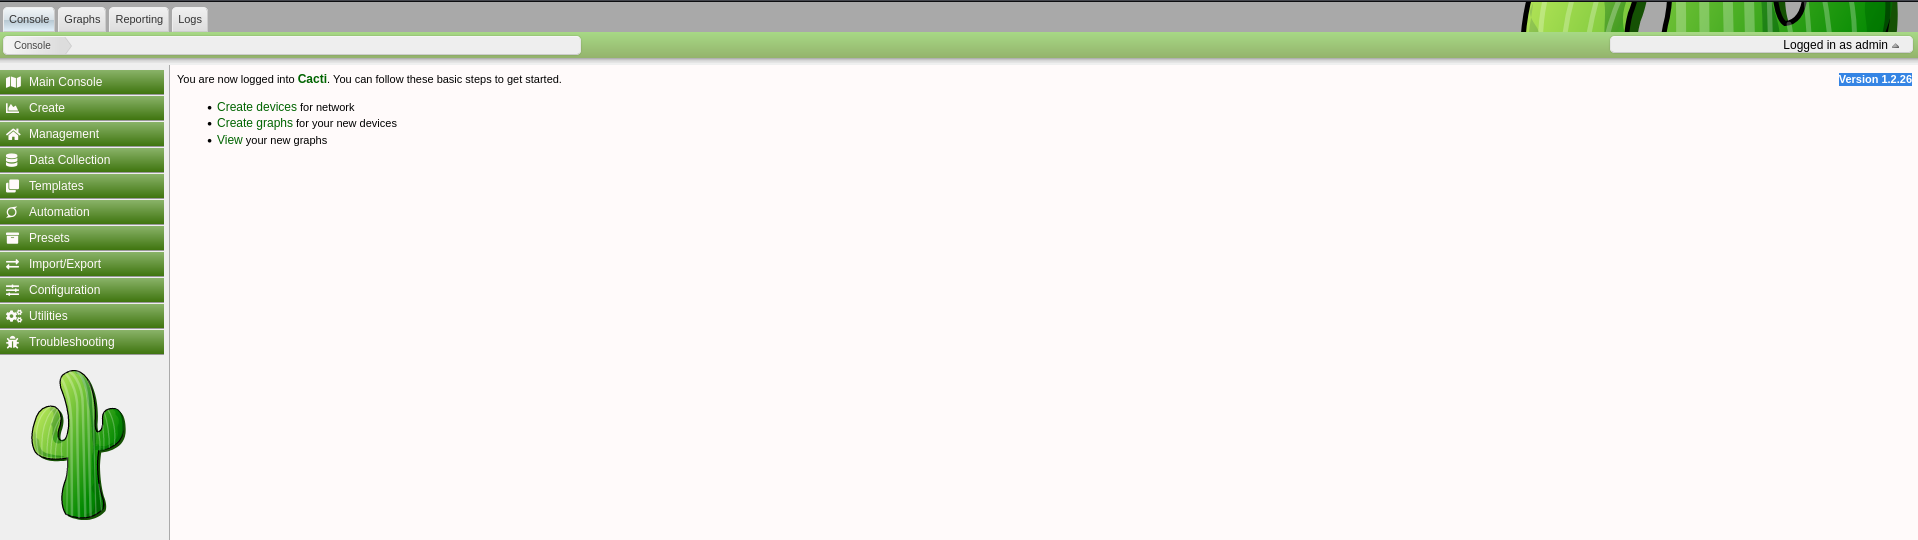 Console Graphs Reporting Logs
Console
Logged in as admin
Main Console
Create
Management
Data Collection
Templates
Automation
Presets
Import/Export
Configuration
Utilities
Troubleshooting
You are now logged into Cacti. You can follow these basic steps to get started.
Version 1.2.26
• Create devices for network
• Create graphs for your new devices
• View your new graphs